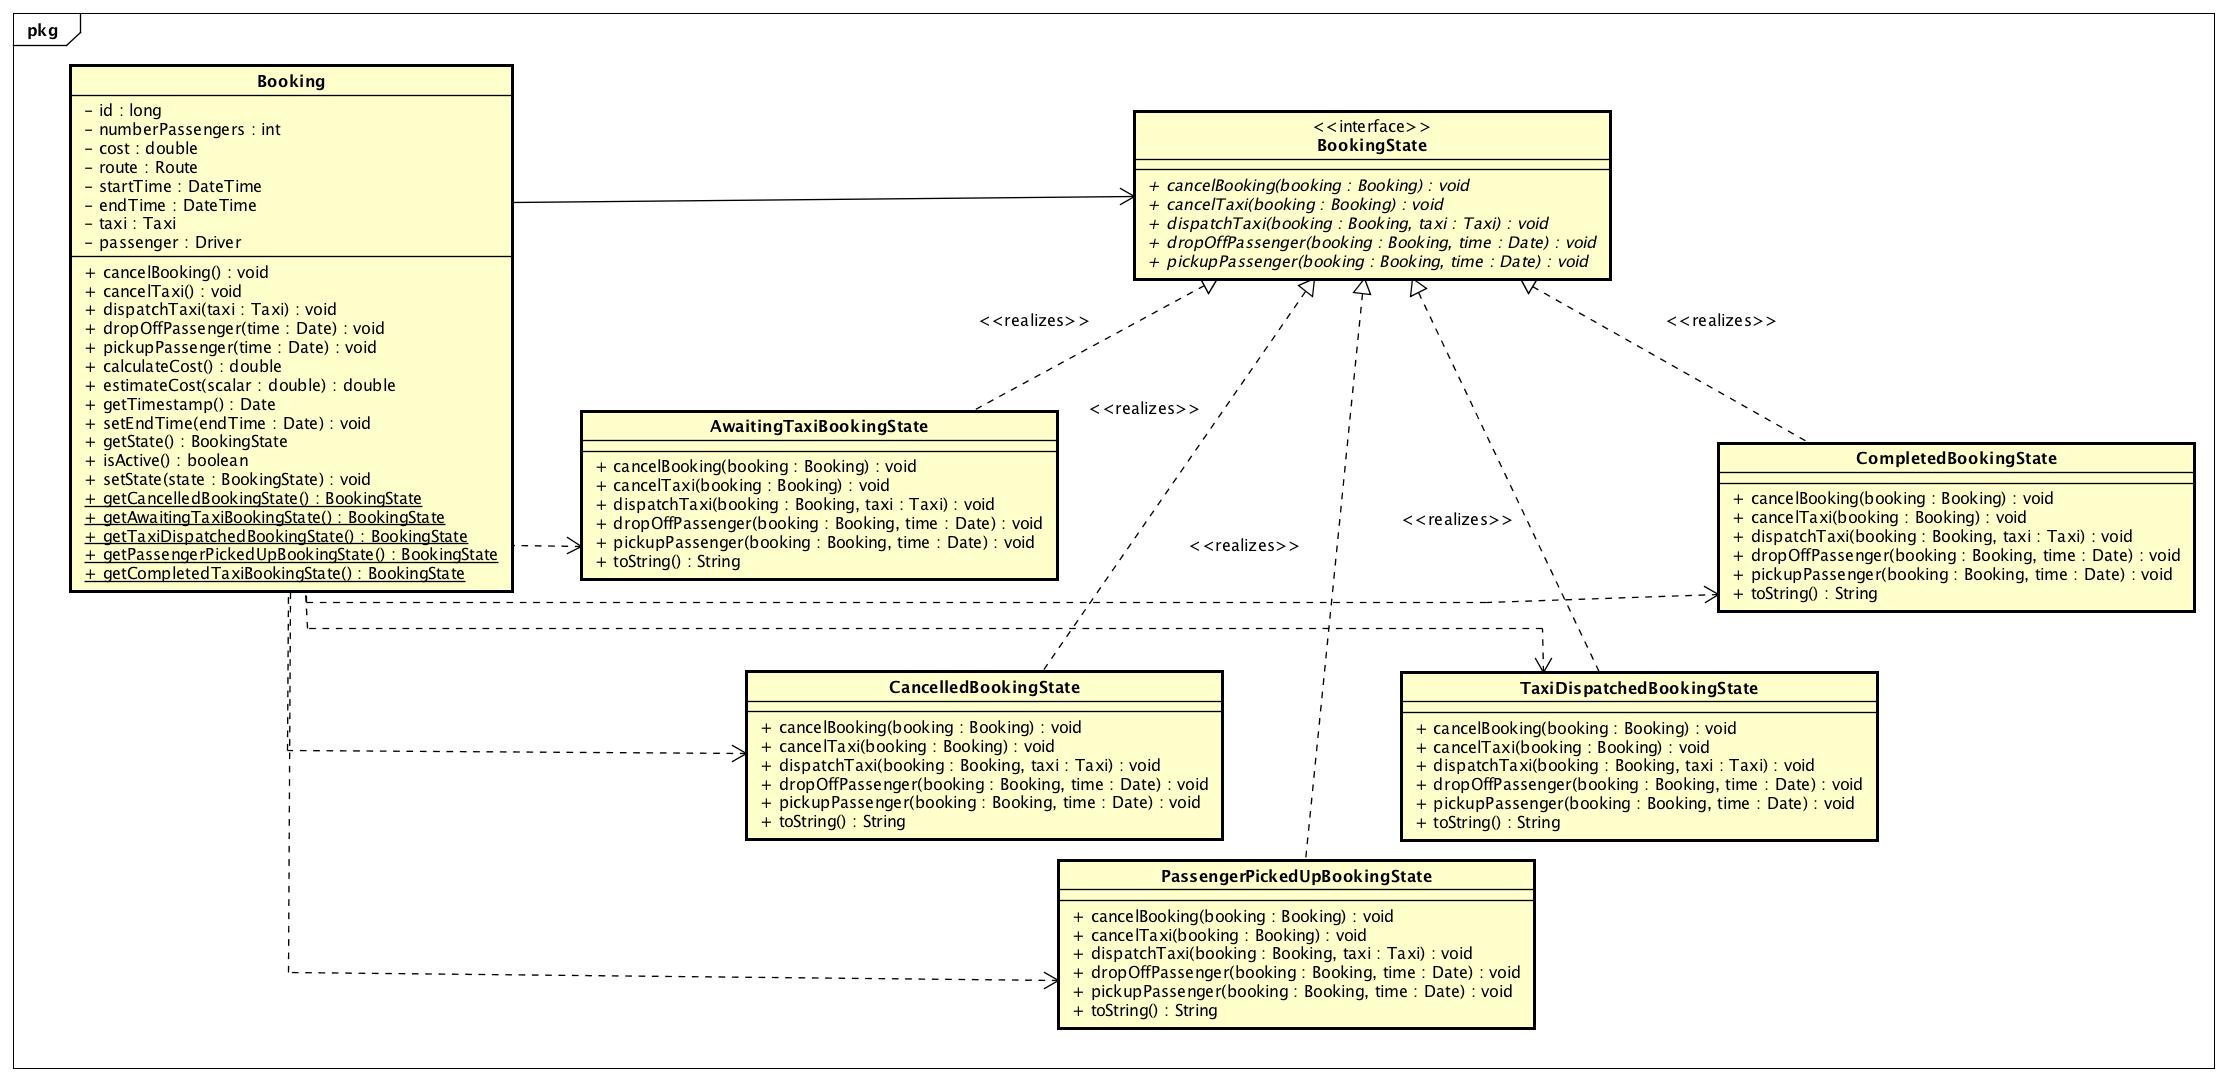 pkg
Booking
– id : long
– numberPassengers : int
– cost : double
– route : Route
– startTime : DateTime
– endTime : DateTime
– taxi : Taxi
– passenger : Driver
+ cancelBooking() : void
+ cancelTaxi() : void
+ dispatchTaxi(taxi : Taxi) : void
+ dropOffPassenger(time : Date) : void
+ pickupPassenger(time : Date) : void
+ calculateCost() : double
+ estimateCost(scalar : double) : double
+ getTimestamp() : Date
+ setEndTime(endTime : Date) : void
+ getState() : BookingState
+ isActive() : boolean
+ setState(state : BookingState) : void
+ getCancelledBookingState() : BookingState
+ getAwaitingTaxiBookingState() : BookingState
+ getTaxiDispatchedBookingState() : BookingState
+ getPassengerPickedUpBookingState() : BookingState
+ getCompletedTaxiBookingState() : BookingState
<<interface>>
BookingState
+ cancelBooking(booking : Booking) : void
+ cancelTaxi(booking : Booking) : void
+ dispatchTaxi(booking : Booking, taxi : Taxi) : void
+ dropOffPassenger(booking : Booking, time : Date) : void
+ pickupPassenger(booking : Booking, time : Date) : void
<<realizes>>
<<realizes>>
<<realizes>>
<<realizes>>
<<realizes>>
AwaitingTaxiBookingState
+ cancelBooking(booking : Booking) : void
+ cancelTaxi(booking : Booking) : void
+ dispatchTaxi(booking : Booking, taxi : Taxi) : void
+ dropOffPassenger(booking : Booking, time : Date) : void
+ pickupPassenger(booking : Booking, time : Date) : void
+ toString() : String
CompletedBookingState
+ cancelBooking(booking : Booking) : void
+ cancelTaxi(booking : Booking) : void
+ dispatchTaxi(booking : Booking, taxi : Taxi) : void
+ dropOffPassenger(booking : Booking, time : Date) : void
+ pickupPassenger(booking : Booking, time : Date) : void
+ toString() : String
CancelledBookingState
+ cancelBooking(booking : Booking) : void
+ cancelTaxi(booking : Booking) : void
+ dispatchTaxi(booking : Booking, taxi : Taxi) : void
+ dropOffPassenger(booking : Booking, time : Date) : void
+ pickupPassenger(booking : Booking, time : Date) : void
+ toString() : String
TaxiDispatchedBookingState
+ cancelBooking(booking : Booking) : void
+ cancelTaxi(booking : Booking) : void
+ dispatchTaxi(booking : Booking, taxi : Taxi) : void
+ dropOffPassenger(booking : Booking, time : Date) : void
+ pickupPassenger(booking : Booking, time : Date) : void
+ toString() : String
PassengerPickedUpBookingState
+ cancelBooking(booking : Booking) : void
+ cancelTaxi(booking : Booking) : void
+ dispatchTaxi(booking : Booking, taxi : Taxi) : void
+ dropOffPassenger(booking : Booking, time : Date) : void
+ pickupPassenger(booking : Booking, time : Date) : void
+ toString() : String